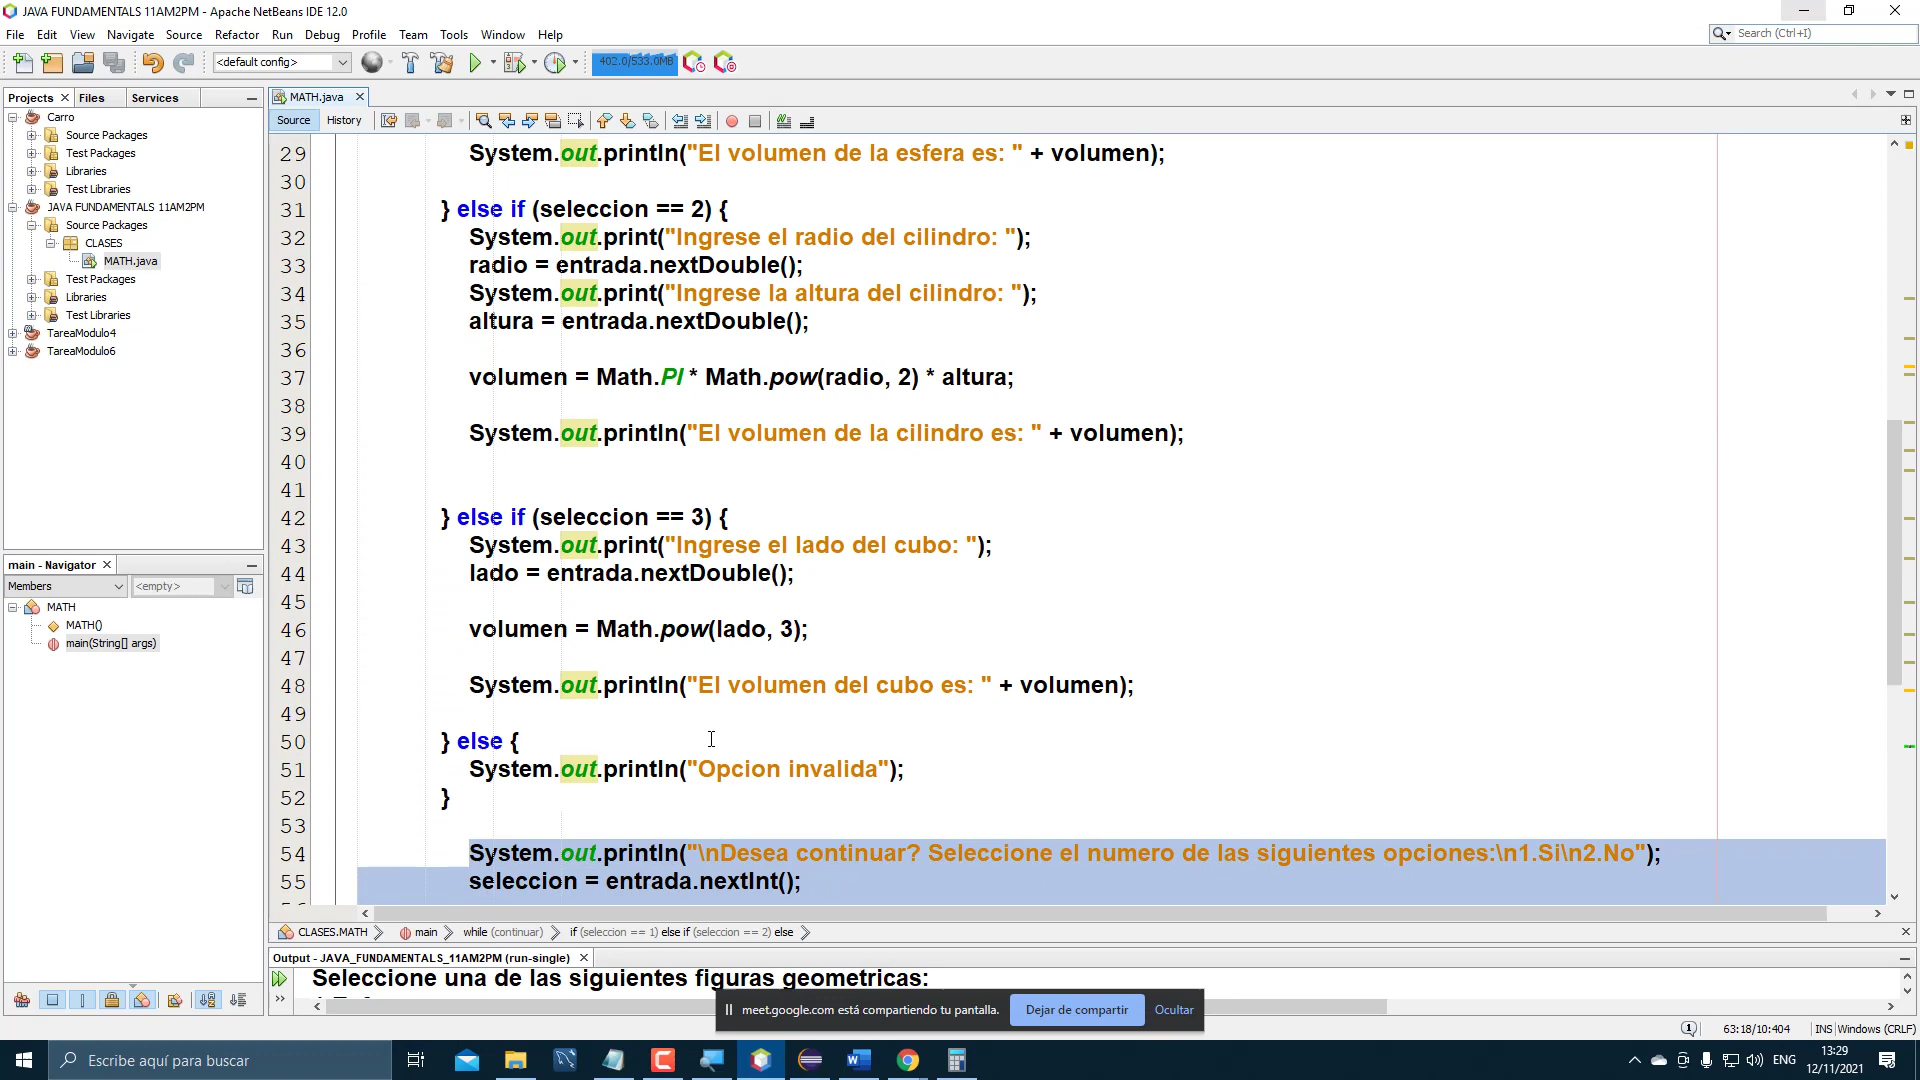 JAVA FUNDAMENTALS 11AM2PM - Apache NetBeans IDE 12.0
File Edit View Navigate Source Refactor Run Debug Profile Team Tools Window Help
Search (Ctrl+I)
<default config>
402.0/533.0MB
Projects Files Services
Carro
Source Packages
Test Packages
Libraries
Test Libraries
JAVA FUNDAMENTALS 11AM2PM
Source Packages
CLASES
MATH.java
Test Packages
Libraries
Test Libraries
TareaModulo4
TareaModulo6
main - Navigator
Members <empty>
MATH
MATH()
main(String[] args)
MATH.java
Source History
29 System.out.println("El volumen de la esfera es: " + volumen);
30
31 } else if (seleccion == 2) {
32 System.out.print("Ingrese el radio del cilindro: ");
33 radio = entrada.nextDouble();
34 System.out.print("Ingrese la altura del cilindro: ");
35 altura = entrada.nextDouble();
36
37 volumen = Math.PI * Math.pow(radio, 2) * altura;
38
39 System.out.println("El volumen de la cilindro es: " + volumen);
40
41
42 } else if (seleccion == 3) {
43 System.out.print("Ingrese el lado del cubo: ");
44 lado = entrada.nextDouble();
45
46 volumen = Math.pow(lado, 3);
47
48 System.out.println("El volumen del cubo es: " + volumen);
49
50 } else {
51 System.out.println("Opcion invalida");
52 }
53
54 System.out.println("\nDesea continuar? Seleccione el numero de las siguientes opciones:\n1.Si\n2.No");
55 seleccion = entrada.nextInt();
CLASES.MATH main while (continuar) if (seleccion == 1) else if (seleccion == 2) else
Output - JAVA_FUNDAMENTALS_11AM2PM (run-single)
Seleccione una de las siguientes figuras geometricas:
meet.google.com está compartiendo tu pantalla. Dejar de compartir Ocultar
63:18/10:404 INS Windows (CRLF)
Escribe aquí para buscar
ENG
13:29
12/11/2021